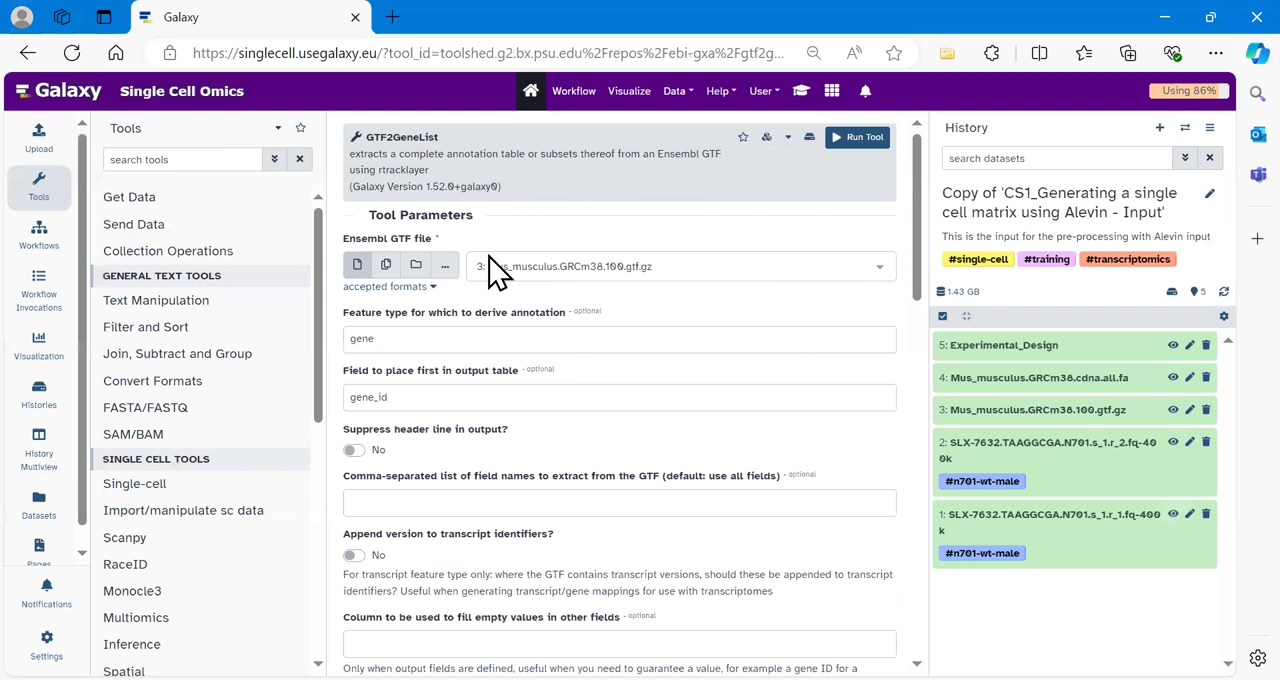 Galaxy
https://singlecell.usegalaxy.eu/?tool_id=toolshed.g2.bx.psu.edu%2Frepos%2Febi-gxa%2Fgtf2g...
Galaxy Single Cell Omics
Workflow Visualize Data Help User
Using 86%
Upload
Tools
Workflows
Workflow
Invocations
Visualization
Histories
History
Multiview
Datasets
Pages
Notifications
Settings
Tools
search tools
Get Data
Send Data
Collection Operations
GENERAL TEXT TOOLS
Text Manipulation
Filter and Sort
Join, Subtract and Group
Convert Formats
FASTA/FASTQ
SAM/BAM
SINGLE CELL TOOLS
Single-cell
Import/manipulate sc data
Scanpy
RaceID
Monocle3
Multiomics
Inference
Spatial
GTF2GeneList
extracts a complete annotation table or subsets thereof from an Ensembl GTF
using rtracklayer
(Galaxy Version 1.52.0+galaxy0)
Run Tool
Tool Parameters
Ensembl GTF file *
3: us_musculus.GRCm38.100.gtf.gz
accepted formats
Feature type for which to derive annotation - optional
gene
Field to place first in output table - optional
gene_id
Suppress header line in output?
No
Comma-separated list of field names to extract from the GTF (default: use all fields) - optional
Append version to transcript identifiers?
No
For transcript feature type only: where the GTF contains transcript versions, should these be appended to transcript
identifiers? Useful when generating transcript/gene mappings for use with transcriptomes
Column to be used to fill empty values in other fields - optional
Only when output fields are defined, useful when you need to guarantee a value, for example a gene ID for a
History
search datasets
Copy of 'CS1_Generating a single
cell matrix using Alevin - Input'
This is the input for the pre-processing with Alevin input
#single-cell #training #transcriptomics
1.43 GB
5
5: Experimental_Design
4: Mus_musculus.GRCm38.cdna.all.fa
3: Mus_musculus.GRCm38.100.gtf.gz
2: SLX-7632.TAAGGCGA.N701.s_1.r_2.fq-40
0k
#n701-wt-male
1: SLX-7632.TAAGGCGA.N701.s_1.r_1.fq-400
k
#n701-wt-male